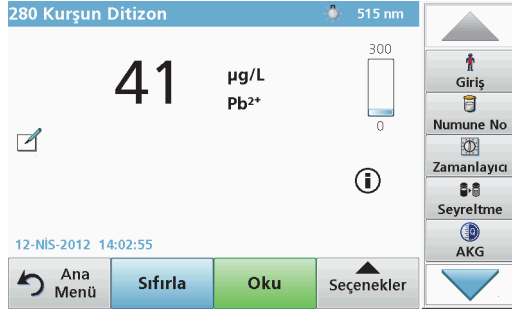 280 Kurşun Ditizon
515 nm
41
µg/L
Pb²⁺
300
0
12-NİS-2012 14:02:55
Ana
Menü
Sıfırla
Oku
Seçenekler
Giriş
Numune No
Zamanlayıcı
Seyreltme
AKG